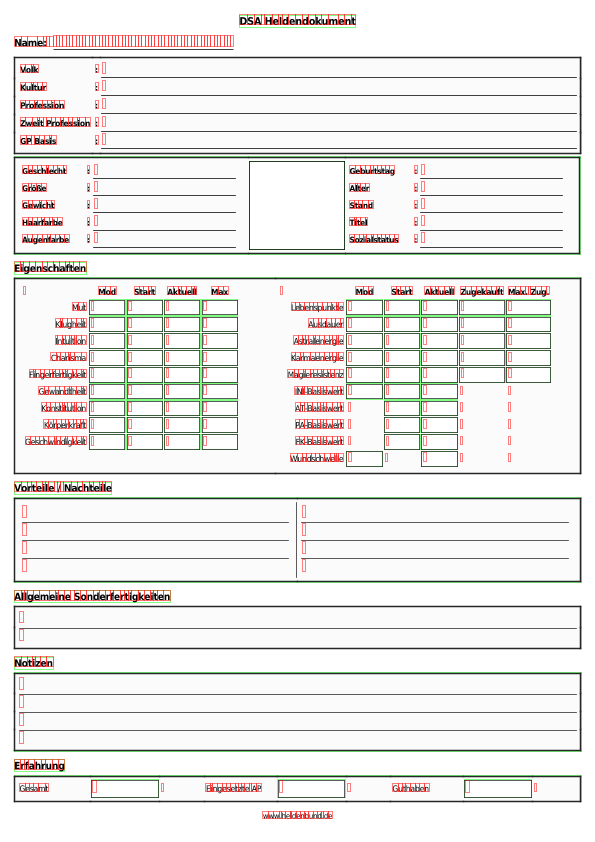 DSA Heldendokument
Name:
Volk :
Kultur :
Profession :
Zweit Profession :
GP Basis :
Geschlecht : Geburtstag :
Größe : Alter :
Gewicht : Stand :
Haarfarbe : Titel :
Augenfarbe : Sozialstatus :
Eigenschaften
Mod Start Aktuell Max Mod Start Aktuell Zugekauft Max. Zug.
Mut Lebenspunkte
Klugheit Ausdauer
Intuition Astralenergie
Charisma Karmaenergie
Fingerfertigkeit Magieresistenz
Gewandtheit INI-Basiswert
Konstitution AT-Basiswert
Körperkraft PA-Basiswert
Geschwindigkeit FK-Basiswert
Wundschwelle
Vorteile / Nachteile
Allgemeine Sonderfertigkeiten
Notizen
Erfahrung
Gesamt Eingesetzte AP Guthaben
www.Heldenbund.de